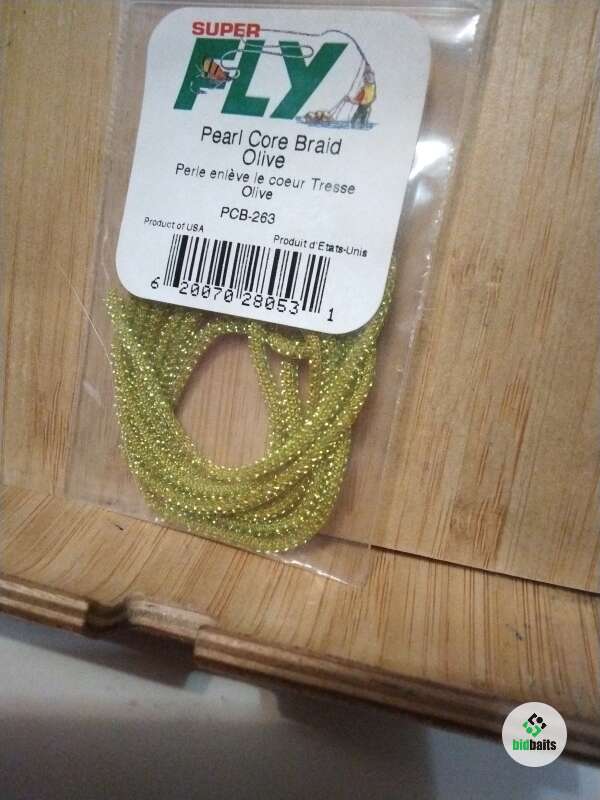 SUPER
FLY
Pearl Core Braid
Olive
Perle enlève le coeur Tresse
Olive
PCB-263
Product of USA
Produit d'États-Unis
6 20070 28053 1
bidbaits